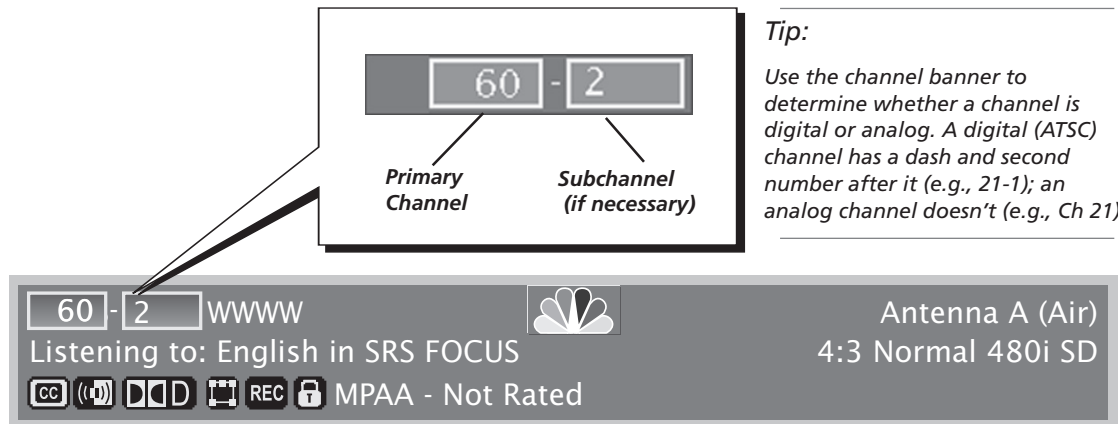 60 - 2
Primary
Channel
Subchannel
(if necessary)
Tip:
Use the channel banner to
determine whether a channel is
digital or analog. A digital (ATSC)
channel has a dash and second
number after it (e.g., 21-1); an
analog channel doesn't (e.g., Ch 21)
60 - 2 WWWW
Antenna A (Air)
Listening to: English in SRS FOCUS
4:3 Normal 480i SD
CC REC T MPAA - Not Rated